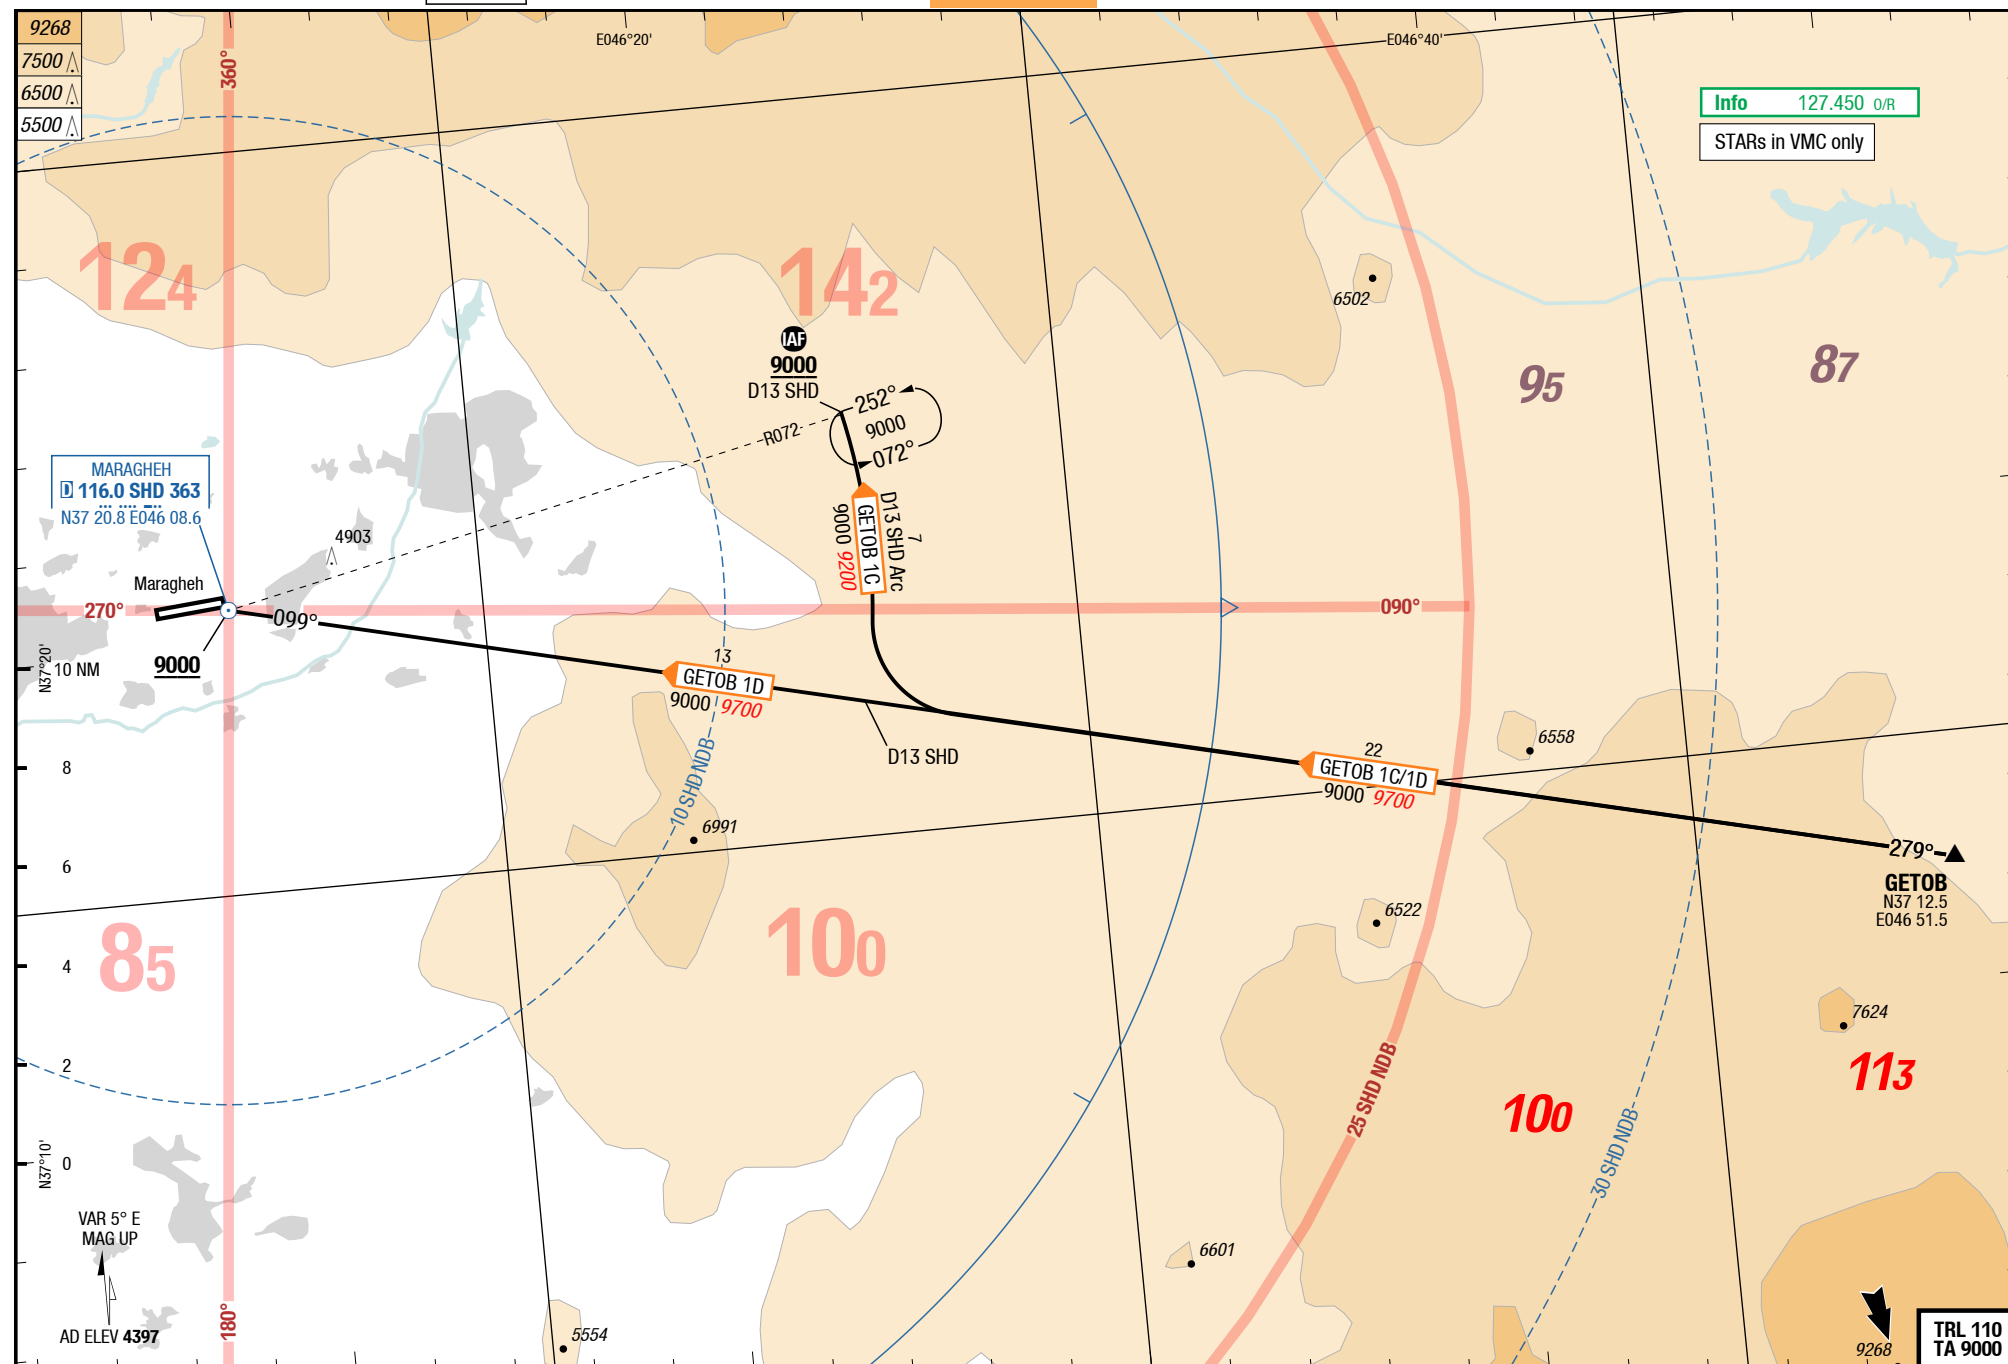 9268
7500
6500
5500
360°
E046°20'
E046°40'
Info 127.450 O/R
STARs in VMC only
124
142
6502
95
87
IAF
9000
D13 SHD
252°
9000
072°
R072
MARAGHEH
D 116.0 SHD 363
N37 20.8 E046 08.6
4903
D13 SHD Arc
7
GETOB 1C
9000 9200
Maragheh
270°
090°
099°
N37°20'
10 NM
9000
13
GETOB 1D
9000 9700
D13 SHD
6558
22
GETOB 1C/1D
9000 9700
8
10 SHD NDB
6991
6
279°
GETOB
N37 12.5
E046 51.5
6522
85
100
4
7624
2
113
100
25 SHD NDB
30 SHD NDB
N37°10'
0
VAR 5° E
MAG UP
6601
AD ELEV 4397
180°
5554
9268
TRL 110
TA 9000